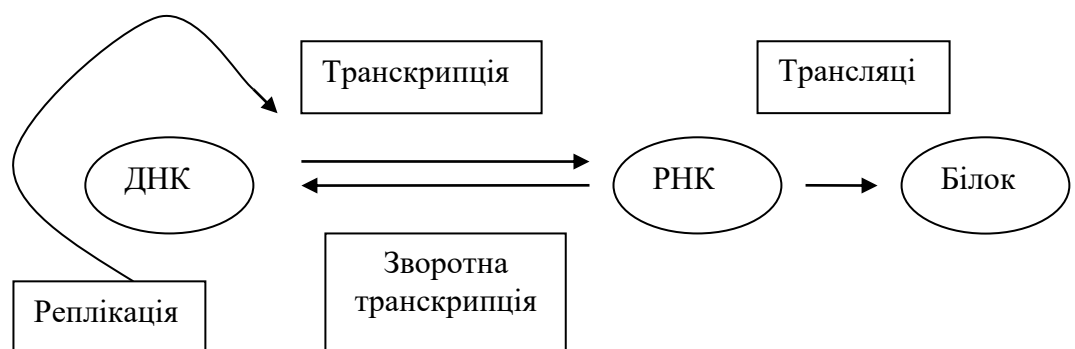 Транскрипція
Трансляці
ДНК
РНК
Білок
Зворотна
транскрипція
Реплікація